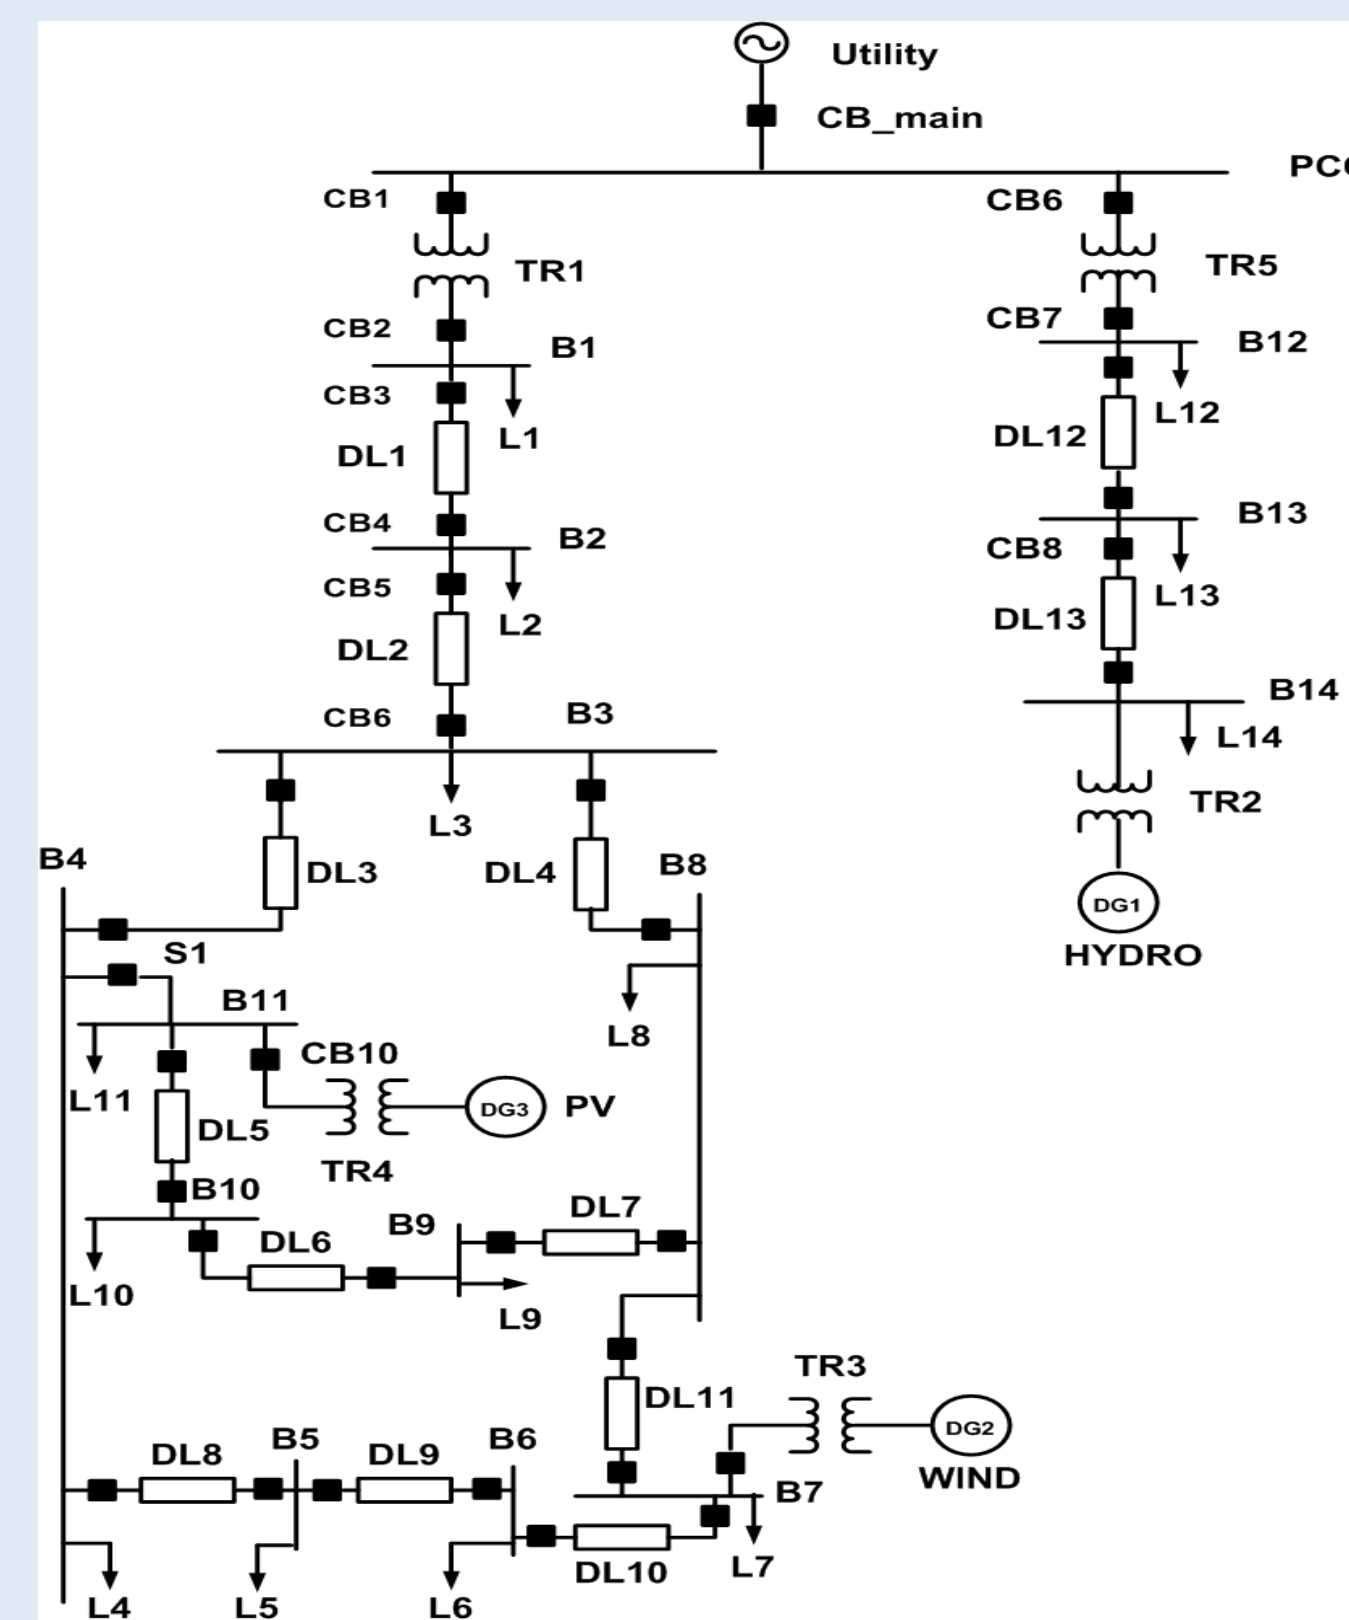 Utility
CB_main
PCC
CB1
CB6
TR1
TR5
CB2
CB7
B1
B12
CB3
L1
L12
DL1
DL12
CB4
B2
B13
CB5
CB8
L2
L13
DL2
DL13
CB6
B3
B14
L14
L3
TR2
B4
DL3
DL4
B8
DG1
HYDRO
S1
B11
L8
CB10
L11
DL5
DG3
PV
TR4
B10
DL7
B9
DL6
L10
L9
TR3
DL11
DG2
WIND
DL8
B5
DL9
B6
B7
DL10
L7
L4
L5
L6